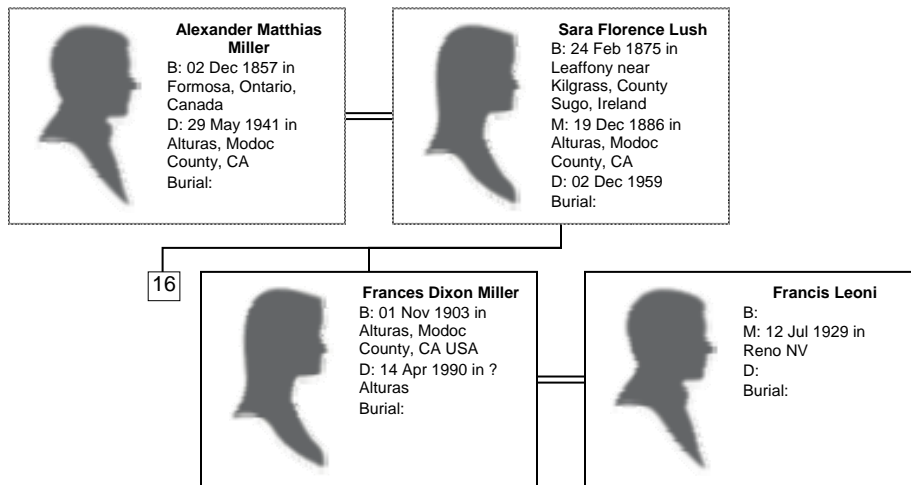 Alexander Matthias
Miller
B: 02 Dec 1857 in
Formosa, Ontario,
Canada
D: 29 May 1941 in
Alturas, Modoc
County, CA
Burial:
Sara Florence Lush
B: 24 Feb 1875 in
Leaffony near
Kilgrass, County
Sugo, Ireland
M: 19 Dec 1886 in
Alturas, Modoc
County, CA
D: 02 Dec 1959
Burial:
16
Frances Dixon Miller
B: 01 Nov 1903 in
Alturas, Modoc
County, CA USA
D: 14 Apr 1990 in ?
Alturas
Burial:
Francis Leoni
B:
M: 12 Jul 1929 in
Reno NV
D:
Burial: